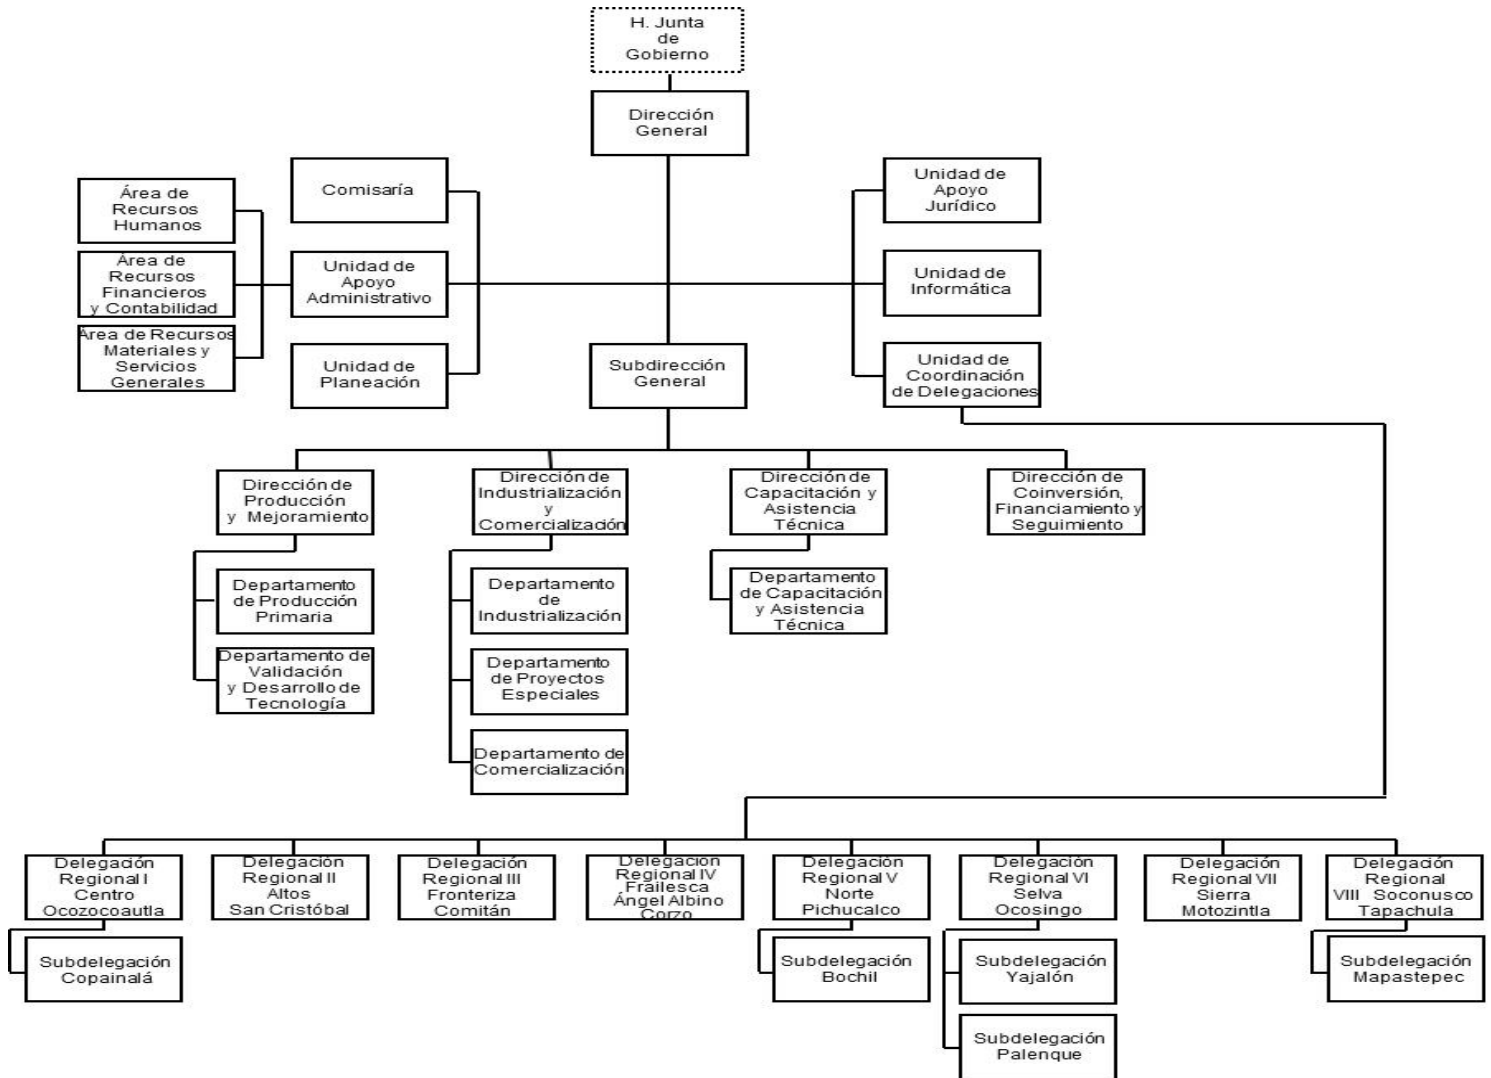 H. Junta
de
Gobierno
Dirección
General
Comisaría
Unidad de
Apoyo
Jurídico
Área de
Recursos
Humanos
Área de
Recursos
Financieros
y Contabilidad
Unidad de
Apoyo
Administrativo
Unidad de
Informática
Área de Recursos
Materiales y
Servicios
Generales
Unidad de
Planeación
Subdirección
General
Unidad de
Coordinación
de Delegaciones
Dirección de
Producción
y Mejoramiento
Dirección de
Industrialización
y
Comercialización
Dirección de
Capacitación y
Asistencia
Técnica
Dirección de
Coinversión,
Financiamiento y
Seguimiento
Departamento
de Producción
Primaria
Departamento
de
Industrialización
Departamento
de Capacitación
y Asistencia
Técnica
Departamento de
Validación
y Desarrollo de
Tecnología
Departamento
de Proyectos
Especiales
Departamento de
Comercialización
Delegación
Regional I
Centro
Ocozocoautla
Delegación
Regional II
Altos
San Cristóbal
Delegación
Regional III
Fronteriza
Comitán
Delegación
Regional IV
Frailesca
Ángel Albino
Corzo
Delegación
Regional V
Norte
Pichucalco
Delegación
Regional VI
Selva
Ocosingo
Delegación
Regional VII
Sierra
Motozintla
Delegación
Regional
VIII Soconusco
Tapachula
Subdelegación
Copainalá
Subdelegación
Bochil
Subdelegación
Yajalón
Subdelegación
Mapastepec
Subdelegación
Palenque